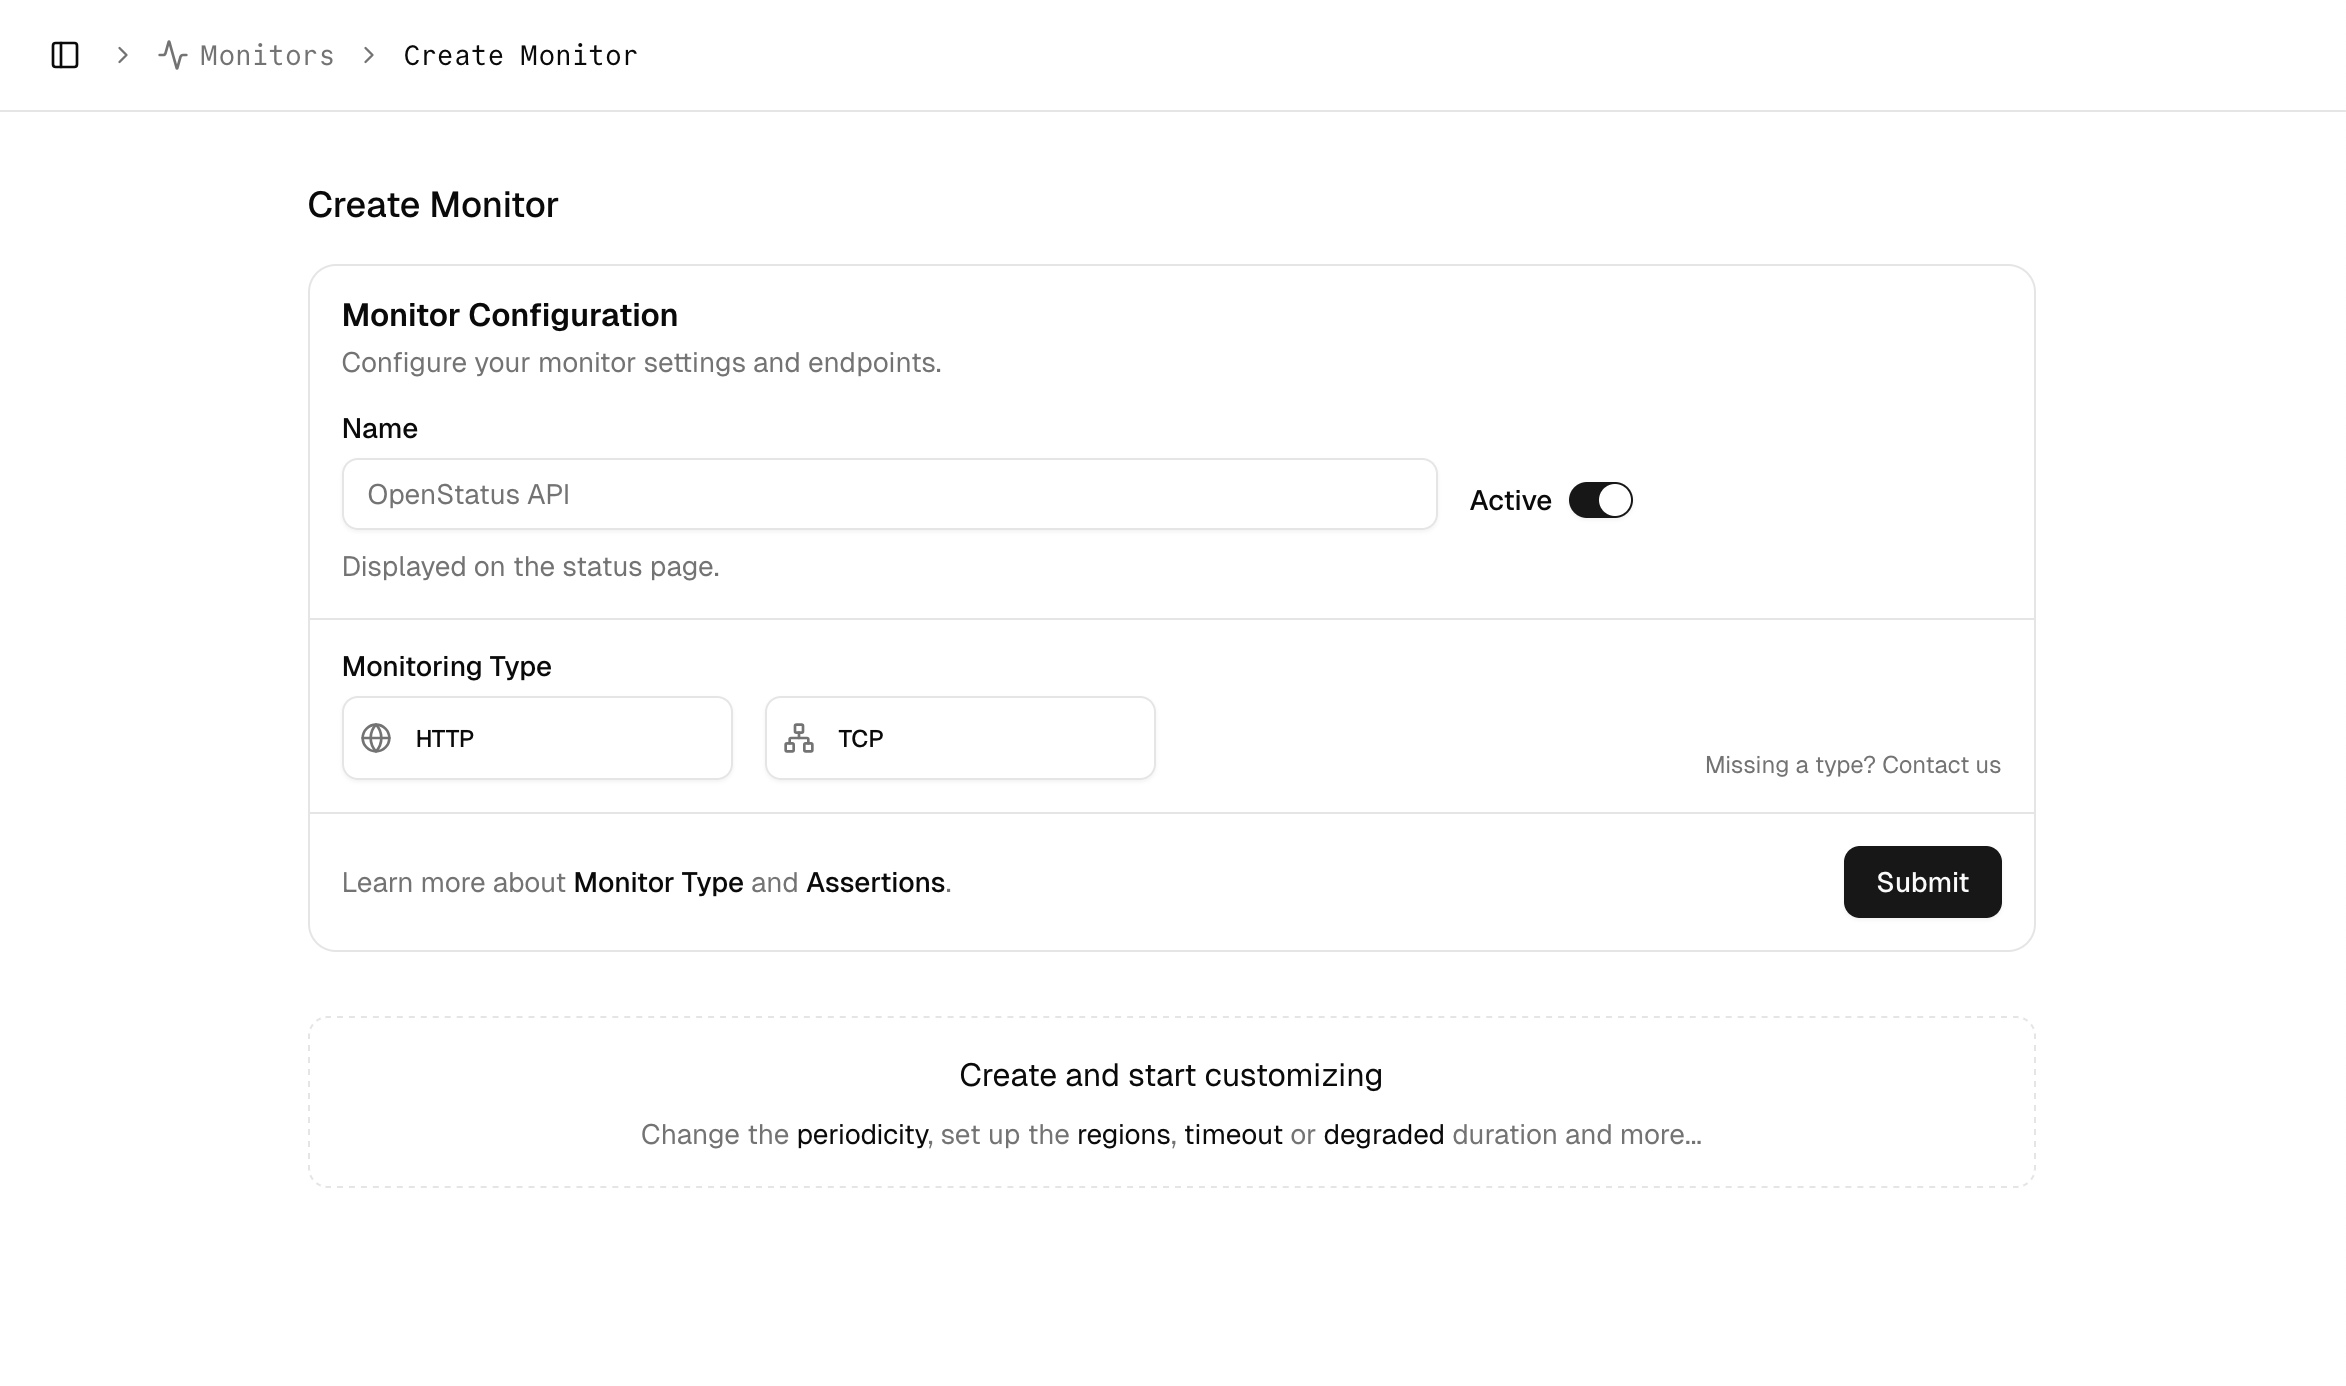 Monitors
Create Monitor
Create Monitor
Monitor Configuration
Configure your monitor settings and endpoints.
Name
OpenStatus API
Active
Displayed on the status page.
Monitoring Type
HTTP
TCP
Missing a type? Contact us
Learn more about Monitor Type and Assertions.
Submit
Create and start customizing
Change the periodicity, set up the regions, timeout or degraded duration and more...